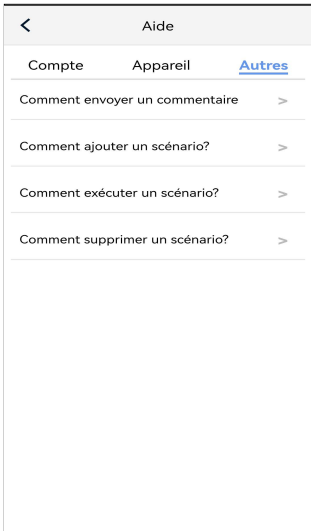 Aide
Compte Appareil Autres
Comment envoyer un commentaire >
Comment ajouter un scénario? >
Comment exécuter un scénario? >
Comment supprimer un scénario? >